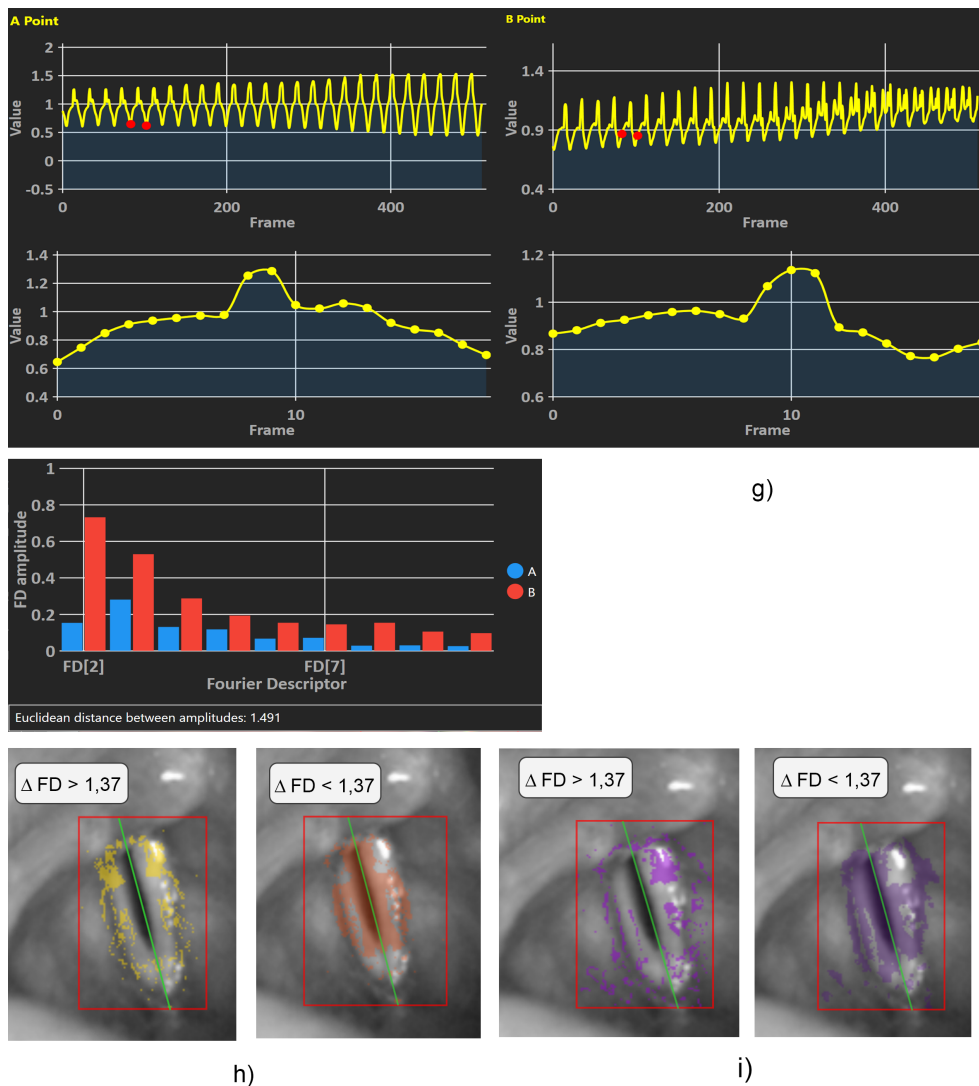 A Point
B Point
2
1.5
1
0.5
0
-0.5
Value
0
200
400
Frame
1.4
0.9
0.4
Value
0
200
400
Frame
1.4
1.2
1
0.8
0.6
0.4
Value
0
10
Frame
1.2
1
0.8
0.6
Value
0
10
Frame
g)
1
0.8
0.6
0.4
0.2
0
FD amplitude
FD[2]
FD[7]
Fourier Descriptor
A
B
Euclidean distance between amplitudes: 1.491
Δ FD > 1,37
Δ FD < 1,37
Δ FD > 1,37
Δ FD < 1,37
h)
i)